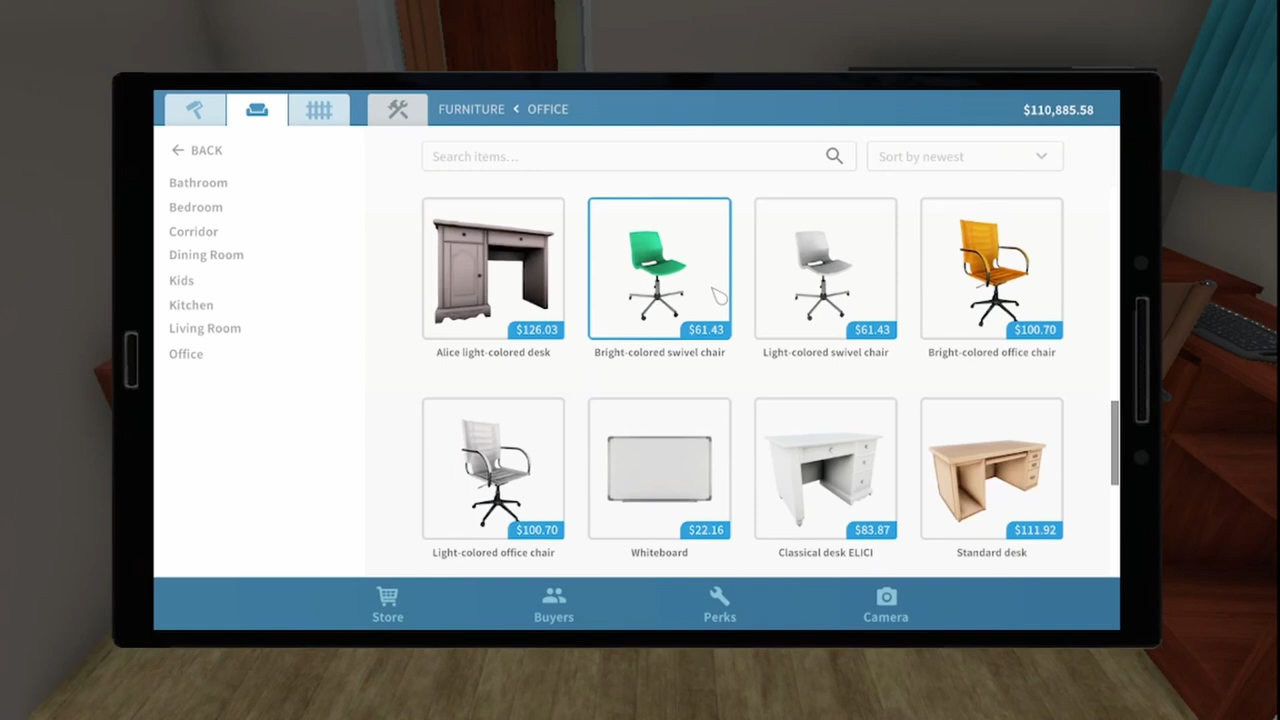 FURNITURE < OFFICE
$110,885.58
BACK
Bathroom
Bedroom
Corridor
Dining Room
Kids
Kitchen
Living Room
Office
Search items...
Sort by newest
$126.03
$61.43
$61.43
$100.70
Alice light-colored desk
Bright-colored swivel chair
Light-colored swivel chair
Bright-colored office chair
$100.70
$22.16
$83.87
$111.92
Light-colored office chair
Whiteboard
Classical desk ELICI
Standard desk
Store
Buyers
Perks
Camera